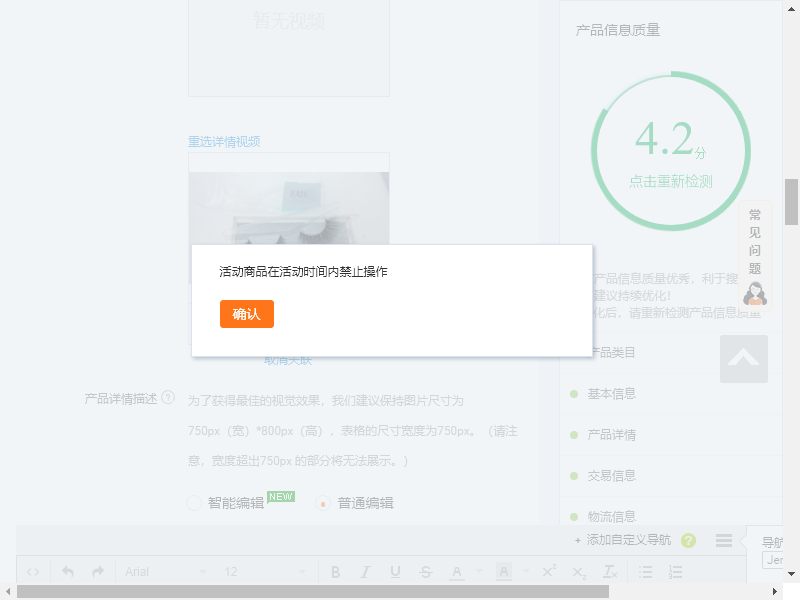 暂无视频
产品信息质量
4.2分
点击重新检测
重选详情视频
常见问题
活动商品在活动时间内禁止操作
确认
产品信息质量优秀，利于搜
建议持续优化！
化后，请重新检测产品信息质量
取消关联
产品类目
产品详情描述 ?
为了获得最佳的视觉效果，我们建议保持图片尺寸为
750px（宽）*800px（高），表格的尺寸宽度为750px。（请注
意，宽度超出750px 的部分将无法展示。)
基本信息
产品详情
交易信息
物流信息
智能编辑 NEW 普通编辑
+ 添加自定义导航 ?
导航
Jer
Arial 12 B I U S A A X² X₂ Tx